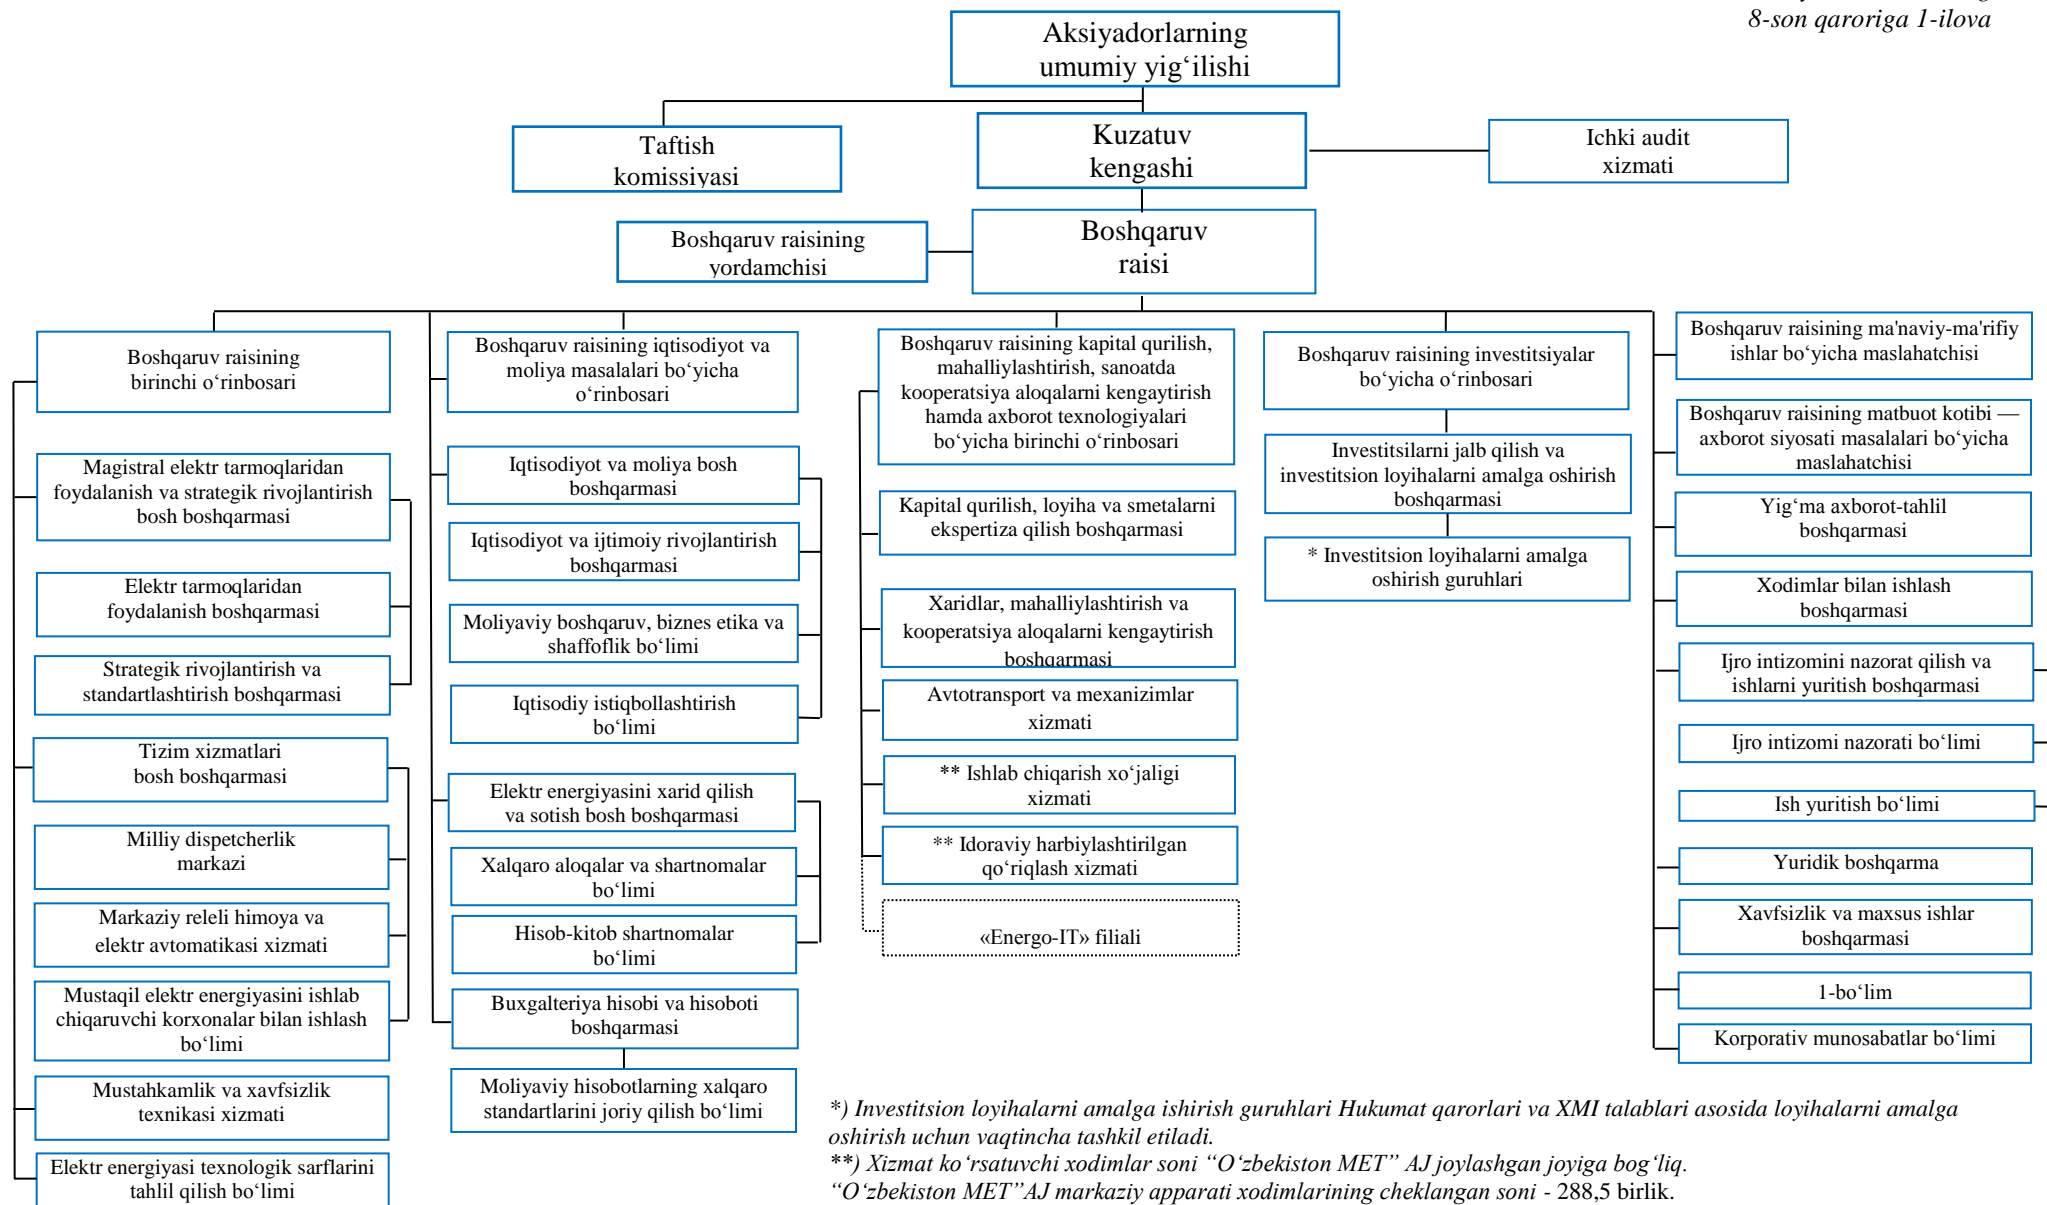 8-son qaroriga 1-ilova
Aksiyadorlarning
umumiy yig‘ilishi
Taftish
komissiyasi
Kuzatuv
kengashi
Ichki audit
xizmati
Boshqaruv raisining
yordamchisi
Boshqaruv
raisi
Boshqaruv raisining
birinchi o‘rinbosari
Magistral elektr tarmoqlaridan
foydalanish va strategik rivojlantirish
bosh boshqarmasi
Elektr tarmoqlaridan
foydalanish boshqarmasi
Strategik rivojlantirish va
standartlashtirish boshqarmasi
Tizim xizmatlari
bosh boshqarmasi
Milliy dispetcherlik
markazi
Markaziy releli himoya va
elektr avtomatikasi xizmati
Mustaqil elektr energiyasini ishlab
chiqaruvchi korxonalar bilan ishlash
bo‘limi
Mustahkamlik va xavfsizlik
texnikasi xizmati
Elektr energiyasi texnologik sarflarini
tahlil qilish bo‘limi
Boshqaruv raisining iqtisodiyot va
moliya masalalari bo‘yicha
o‘rinbosari
Iqtisodiyot va moliya bosh
boshqarmasi
Iqtisodiyot va ijtimoiy rivojlantirish
boshqarmasi
Moliyaviy boshqaruv, biznes etika va
shaffoflik bo‘limi
Iqtisodiy istiqbollashtirish
bo‘limi
Elektr energiyasini xarid qilish
va sotish bosh boshqarmasi
Xalqaro aloqalar va shartnomalar
bo‘limi
Hisob-kitob shartnomalar
bo‘limi
Buxgalteriya hisobi va hisoboti
boshqarmasi
Moliyaviy hisobotlarning xalqaro
standartlarini joriy qilish bo‘limi
Boshqaruv raisining kapital qurilish,
mahalliylashtirish, sanoatda
kooperatsiya aloqalarni kengaytirish
hamda axborot texnologiyalari
bo‘yicha birinchi o‘rinbosari
Kapital qurilish, loyiha va smetalarni
ekspertiza qilish boshqarmasi
Xaridlar, mahalliylashtirish va
kooperatsiya aloqalarni kengaytirish
boshqarmasi
Avtotransport va mexanizimlar
xizmati
** Ishlab chiqarish xo‘jaligi
xizmati
** Idoraviy harbiylashtirilgan
qo‘riqlash xizmati
«Energo-IT» filiali
Boshqaruv raisining investitsiyalar
bo‘yicha o‘rinbosari
Investitsilarni jalb qilish va
investitsion loyihalarni amalga oshirish
boshqarmasi
* Investitsion loyihalarni amalga
oshirish guruhlari
Boshqaruv raisining ma'naviy-ma'rifiy
ishlar bo‘yicha maslahatchisi
Boshqaruv raisining matbuot kotibi —
axborot siyosati masalalari bo‘yicha
maslahatchisi
Yig‘ma axborot-tahlil
boshqarmasi
Xodimlar bilan ishlash
boshqarmasi
Ijro intizomini nazorat qilish va
ishlarni yuritish boshqarmasi
Ijro intizomi nazorati bo‘limi
Ish yuritish bo‘limi
Yuridik boshqarma
Xavfsizlik va maxsus ishlar
boshqarmasi
1-bo‘lim
Korporativ munosabatlar bo‘limi
*) Investitsion loyihalarni amalga ishirish guruhlari Hukumat qarorlari va XMI talablari asosida loyihalarni amalga
oshirish uchun vaqtincha tashkil etiladi.
**) Xizmat ko‘rsatuvchi xodimlar soni “O‘zbekiston MET” AJ joylashgan joyiga bog‘liq.
“O‘zbekiston MET”AJ markaziy apparati xodimlarining cheklangan soni - 288,5 birlik.